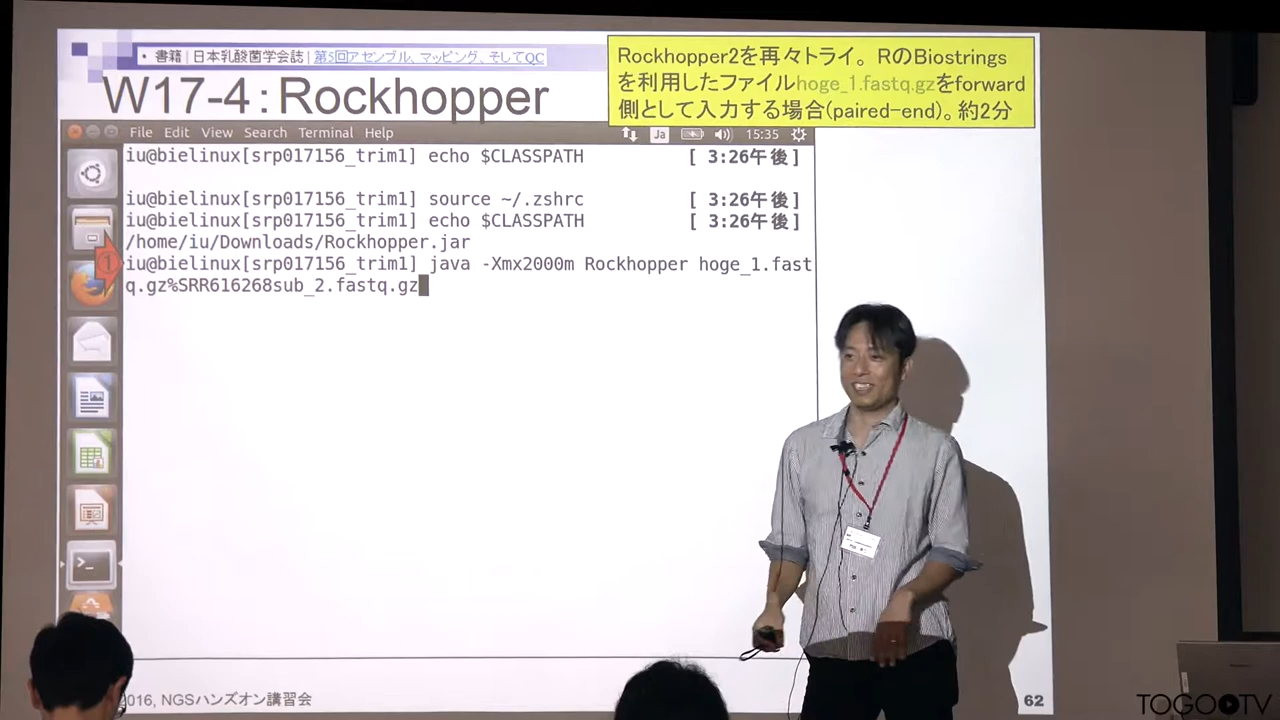 • 書籍 | 日本乳酸菌学会誌 | 第5回アセンブル、マッピング、そしてQC
W17-4：Rockhopper
Rockhopper2を再々トライ。RのBiostrings
を利用したファイルhoge_1.fastq.gzをforward
側として入力する場合(paired-end)。約2分
File Edit View Search Terminal Help
Ja 15:35
iu@bielinux[srp017156_trim1] echo $CLASSPATH [ 3:26午後]
iu@bielinux[srp017156_trim1] source ~/.zshrc [ 3:26午後]
iu@bielinux[srp017156_trim1] echo $CLASSPATH [ 3:26午後]
/home/iu/Downloads/Rockhopper.jar
①
iu@bielinux[srp017156_trim1] java -Xmx2000m Rockhopper hoge_1.fast
q.gz%SRR616268sub_2.fastq.gz
2016, NGSハンズオン講習会
62
TOGOTV